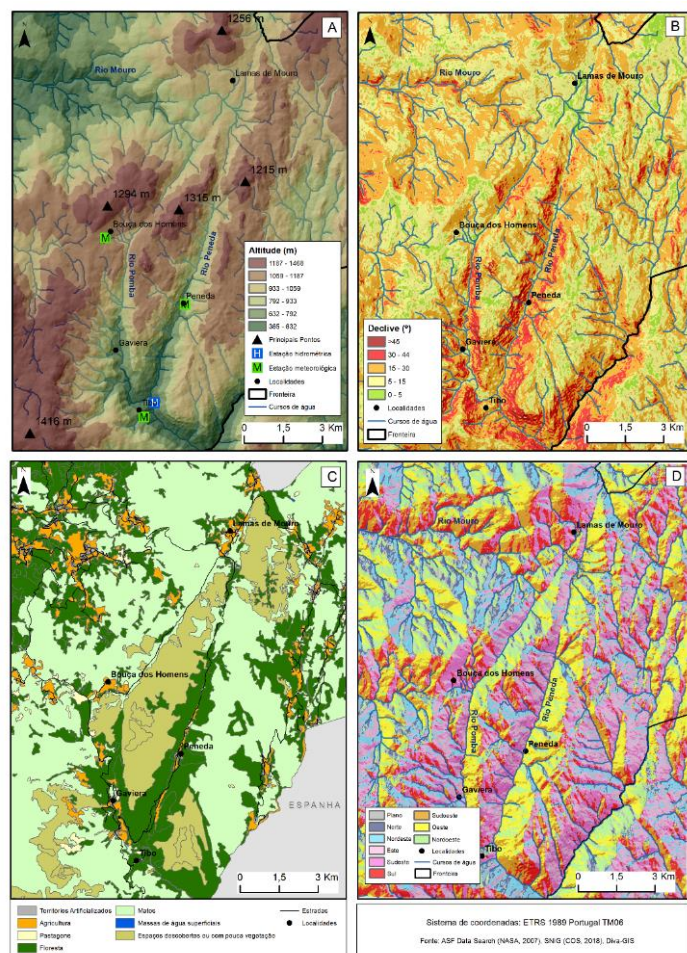 N
A
1256 m
Lamas de Mouro
Rio Mouro
1215 m
1294 m
1315 m
Bouça dos Homens
M
Rio Pomba
Rio Peneda
Peneda
M
Gaviera
H
M
1416 m
Altitude (m)
1187 - 1468
1059 - 1187
933 - 1059
792 - 933
632 - 792
Principais Pontos
H Estação hidrométrica
M Estação meteorológica
Localidades
Fronteira
Cursos de água
0 1,5 3 Km
N
B
Rio Mouro
Lamas de Mouro
Bouça dos Homens
Rio Pomba
Rio Peneda
Peneda
Gaviera
Tibo
Declive (º)
>45
30 - 44
15 - 30
5 - 15
0 - 5
Localidades
Cursos de água
Fronteira
0 1,5 3 Km
N
C
Lamas de Mouro
Bouça dos Homens
Peneda
Gaviera
ESPANHA
Tibo
0 1,5 3 Km
Territórios Artificializados
Agricultura
Pastagens
Floresta
Matos
Massas de água superficiais
Espaços descobertos ou com pouca vegetação
Estradas
Localidades
N
D
Rio Mouro
Lamas de Mouro
Bouça dos Homens
Rio Pomba
Rio Peneda
Peneda
Gaviera
Tibo
Plano
Norte
Nordeste
Este
Sudeste
Sul
Sudoeste
Oeste
Noroeste
Localidades
Cursos de água
Fronteira
0 1,5 3 Km
Sistema de coordenadas: ETRS 1989 Portugal TM06
Fonte: ASF Data Search (NASA, 2007), SNIG (COS, 2018), Diva-GIS